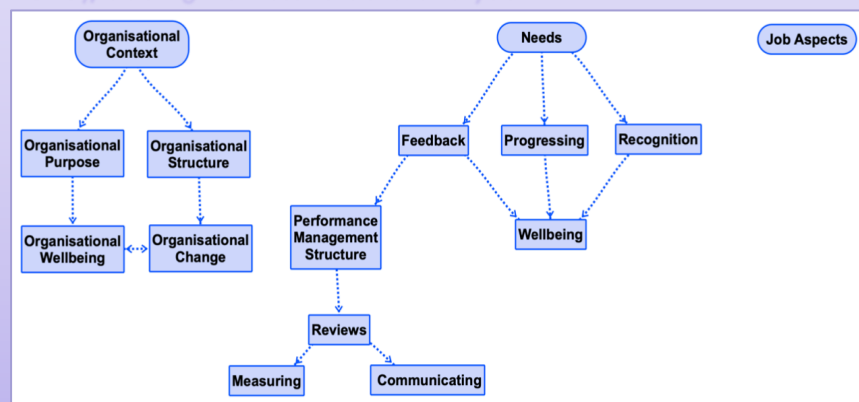 Organisational
Context
Needs
Job Aspects
Organisational
Purpose
Organisational
Structure
Feedback
Progressing
Recognition
Organisational
Wellbeing
Organisational
Change
Performance
Management
Structure
Wellbeing
Reviews
Measuring
Communicating